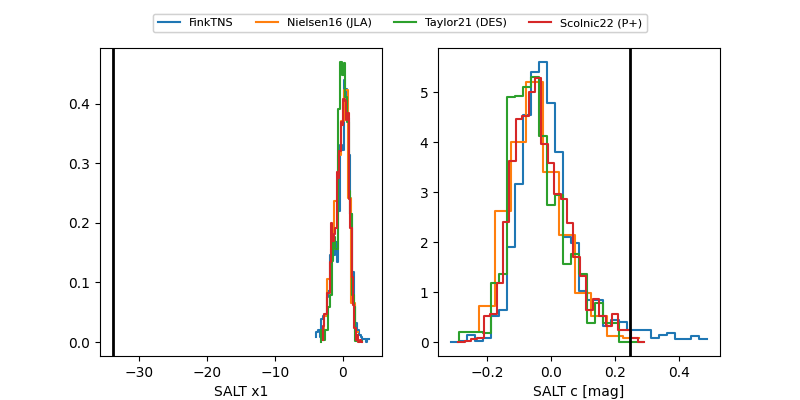 FinkTNS Nielsen16 (JLA) Taylor21 (DES) Scolnic22 (P+)
0.4
0.3
0.2
0.1
0.0
−30 −20 −10 0
SALT x1
5
4
3
2
1
0
−0.2 0.0 0.2 0.4
SALT c [mag]